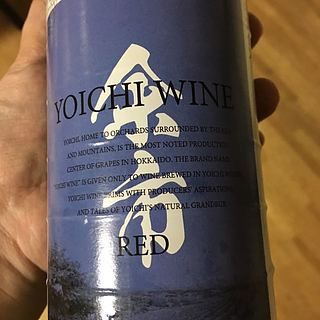 余市
YOICHI WINE
YOICHI, HOME TO ORCHARDS SURROUNDED BY THE SEA
AND MOUNTAINS, IS THE MOST NOTED PRODUCTION
CENTER OF GRAPES IN HOKKAIDO. THE BRAND NAME
"YOICHI WINE" IS GIVEN ONLY TO WINE BREWED IN YOICHI
YOICHI WINE BRIMS WITH PRODUCERS' ASPIRATIONS
AND TALES OF YOICHI'S NATURAL GRANDEUR.
RED